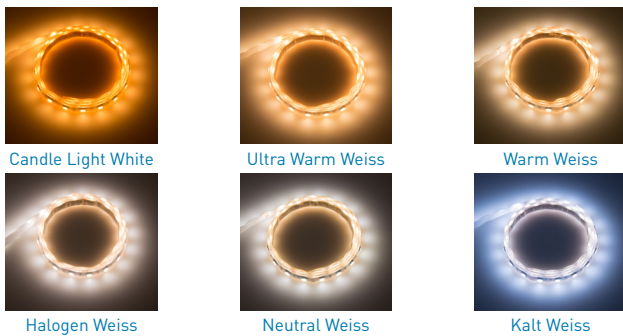 Candle Light White
Ultra Warm Weiss
Warm Weiss
Halogen Weiss
Neutral Weiss
Kalt Weiss